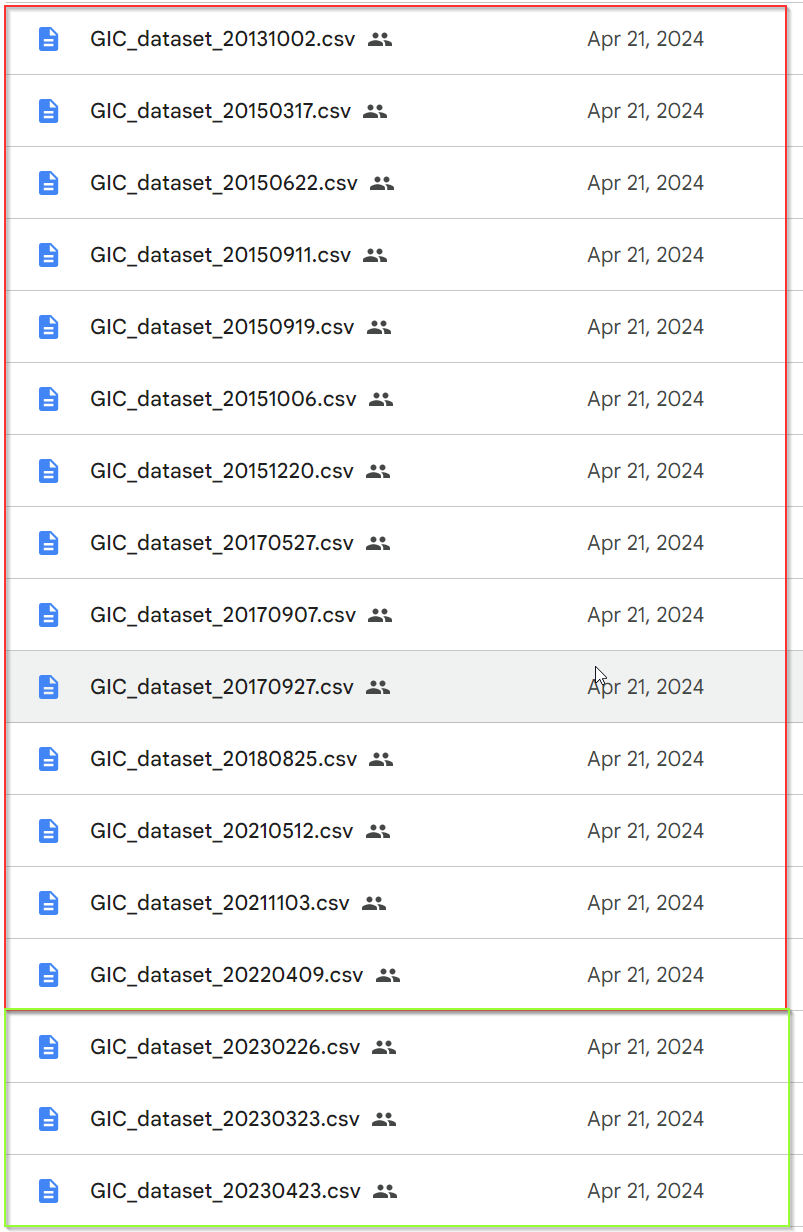 GIC_dataset_20131002.csv Apr 21, 2024
GIC_dataset_20150317.csv Apr 21, 2024
GIC_dataset_20150622.csv Apr 21, 2024
GIC_dataset_20150911.csv Apr 21, 2024
GIC_dataset_20150919.csv Apr 21, 2024
GIC_dataset_20151006.csv Apr 21, 2024
GIC_dataset_20151220.csv Apr 21, 2024
GIC_dataset_20170527.csv Apr 21, 2024
GIC_dataset_20170907.csv Apr 21, 2024
GIC_dataset_20170927.csv Apr 21, 2024
GIC_dataset_20180825.csv Apr 21, 2024
GIC_dataset_20210512.csv Apr 21, 2024
GIC_dataset_20211103.csv Apr 21, 2024
GIC_dataset_20220409.csv Apr 21, 2024
GIC_dataset_20230226.csv Apr 21, 2024
GIC_dataset_20230323.csv Apr 21, 2024
GIC_dataset_20230423.csv Apr 21, 2024